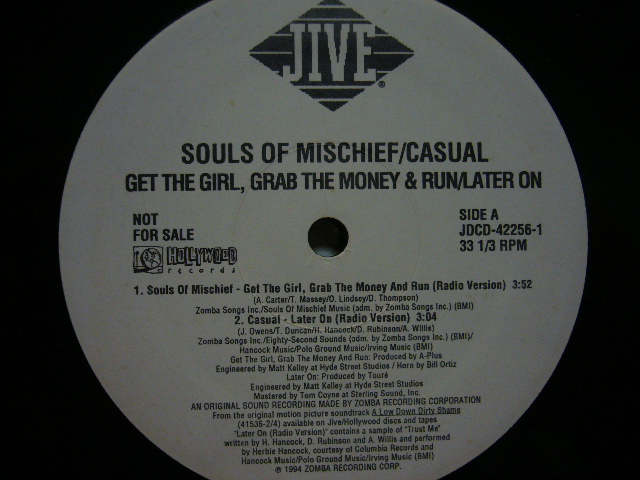 JIVE®
SOULS OF MISCHIEF/CASUAL
GET THE GIRL, GRAB THE MONEY & RUN/LATER ON
NOT
FOR SALE
HOLLYWOOD
records
SIDE A
JDCD-42256-1
33 1/3 RPM
1. Souls Of Mischief - Get The Girl, Grab The Money And Run (Radio Version) 3:52
(A. Carter/T. Massey/O. Lindsey/D. Thompson)
Zomba Songs Inc./Souls Of Mischief Music (adm. by Zomba Songs Inc.) (BMI)
2. Casual - Later On (Radio Version) 3:04
(J. Owens/T. Duncan/H. Hancock/D. Rubinson/A. Willis)
Zomba Songs Inc./Eighty-Second Sounds (adm. by Zomba Songs Inc.) (BMI)/
Hancock Music/Polo Ground Music/Irving Music (BMI)
Get The Girl, Grab The Money And Run: Produced by A-Plus
Engineered by Matt Kelley at Hyde Street Studios / Horn by Bill Ortiz
Later On: Produced by Touré
Engineered by Matt Kelley at Hyde Street Studios
Mastered by Tom Coyne at Sterling Sound, Inc.
AN ORIGINAL SOUND RECORDING MADE BY ZOMBA RECORDING CORPORATION
From the original motion picture soundtrack A Low Down Dirty Shame
(41536-2/4) available on Jive/Hollywood discs and tapes
"Later On (Radio Version)" contains a sample of "Trust Me"
written by H. Hancock, D. Rubinson and A. Willis and performed
by Herbie Hancock, courtesy of Columbia Records and
Hancock Music/Polo Ground Music/Irving Music (BMI)
℗ 1994 ZOMBA RECORDING CORP.